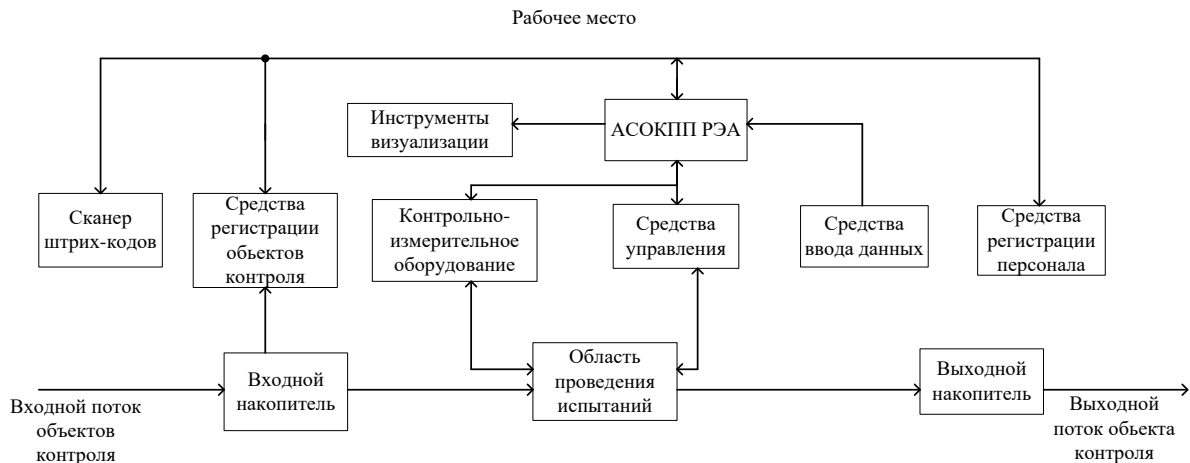 Рабочее место
Инструменты
визуализации
АСОКПП РЭА
Сканер
штрих-кодов
Средства
регистрации
обьектов
контроля
Контрольно-
измерительное
оборудование
Средства
управления
Средства
ввода данных
Средства
регистрации
персонала
Входной поток
объектов
контроля
Входной
накопитель
Область
проведения
испытаний
Выходной
накопитель
Выходной
поток обьекта
контроля